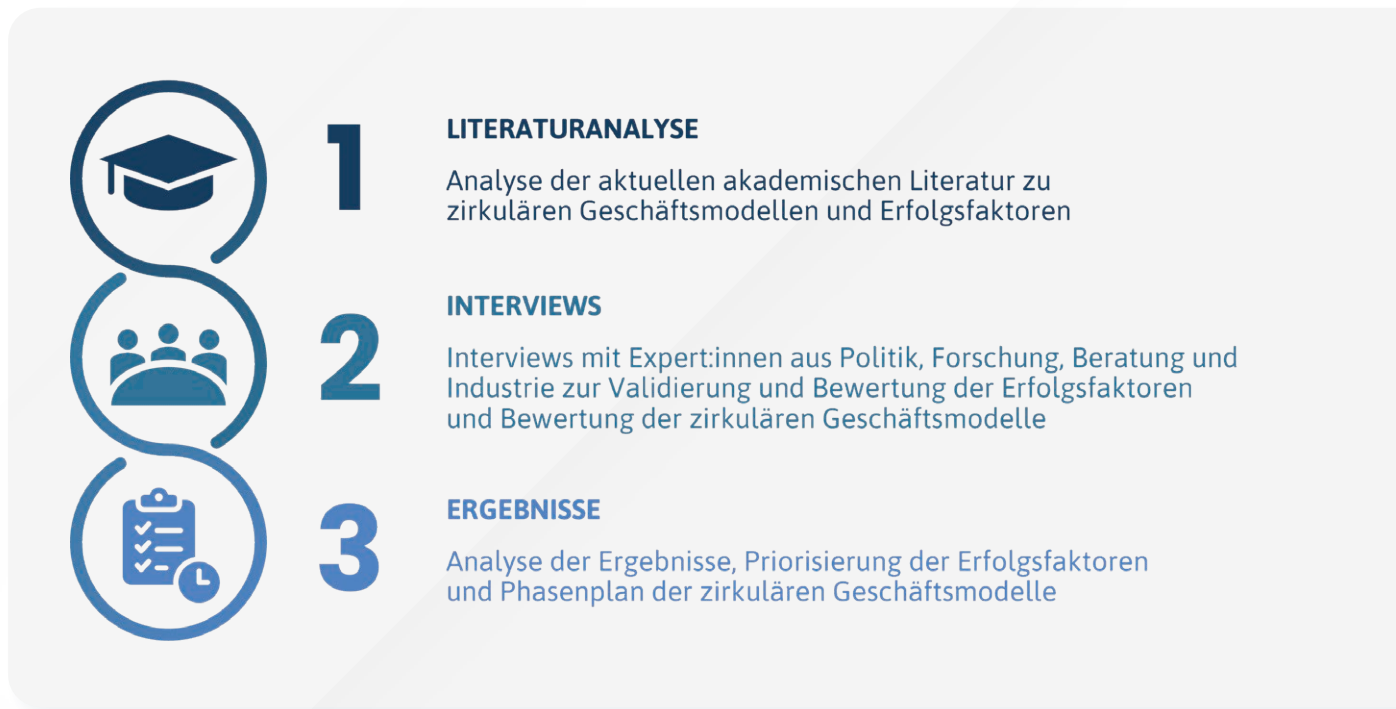 1
LITERATURANALYSE
Analyse der aktuellen akademischen Literatur zu
zirkulären Geschäftsmodellen und Erfolgsfaktoren
2
INTERVIEWS
Interviews mit Expert:innen aus Politik, Forschung, Beratung und
Industrie zur Validierung und Bewertung der Erfolgsfaktoren
und Bewertung der zirkulären Geschäftsmodelle
3
ERGEBNISSE
Analyse der Ergebnisse, Priorisierung der Erfolgsfaktoren
und Phasenplan der zirkulären Geschäftsmodelle